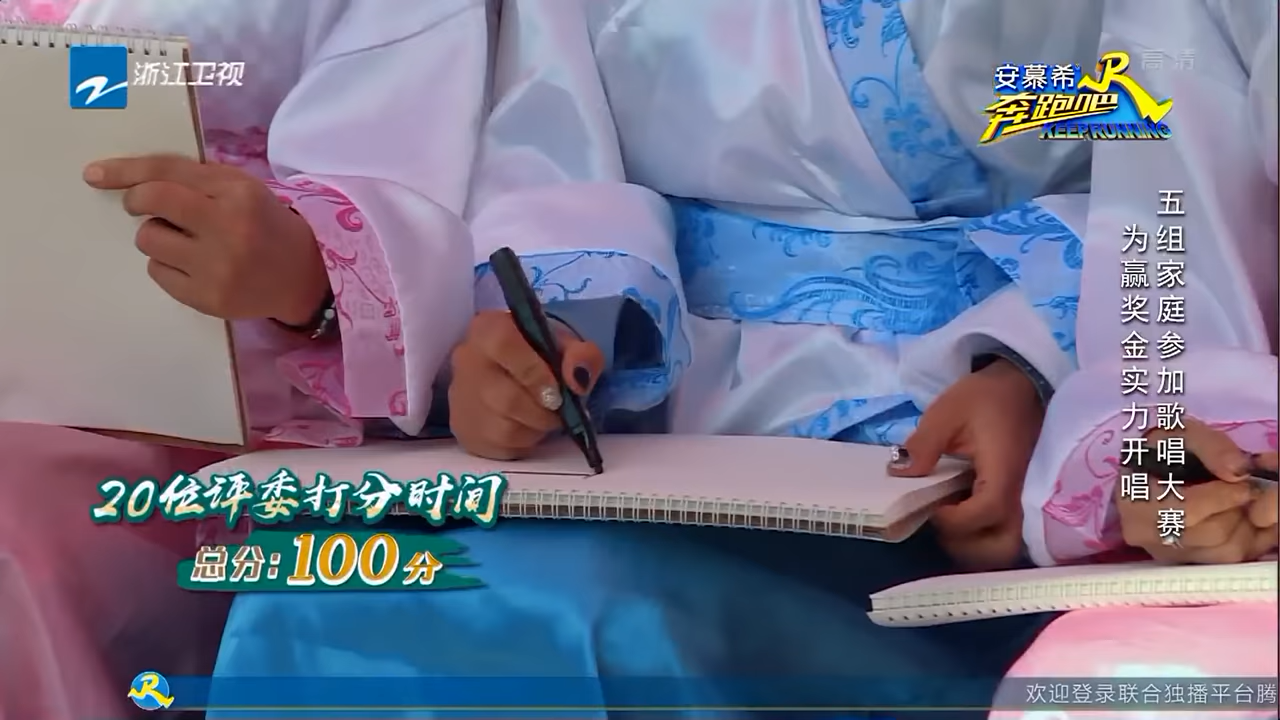 浙江卫视
高清
安慕希
奔跑吧
KEEP RUNNING
五组家庭参加歌唱大赛
为赢奖金实力开唱
20位评委打分时间
总分:100分
欢迎登录联合独播平台腾